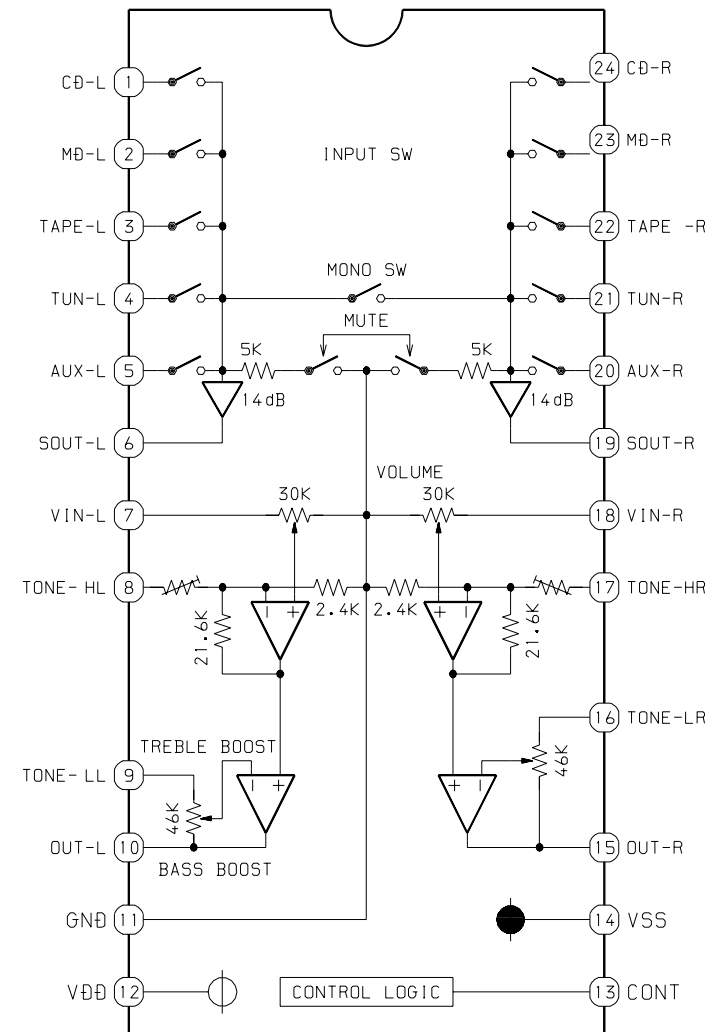 CD-L 1 24 CD-R
MD-L 2 INPUT SW 23 MD-R
TAPE-L 3 22 TAPE -R
MONO SW
TUN-L 4 21 TUN-R
MUTE
5K 5K
AUX-L 5 20 AUX-R
14dB 14dB
SOUT-L 6 19 SOUT-R
VOLUME
30K 30K
VIN-L 7 18 VIN-R
TONE- HL 8 17 TONE-HR
- + 2.4K 2.4K + -
21.6K 21.6K
16 TONE-LR
TREBLE BOOST
TONE- LL 9 - + + - 46K
46K
OUT-L 10 15 OUT-R
BASS BOOST
GND 11 14 VSS
VDD 12 CONTROL LOGIC 13 CONT